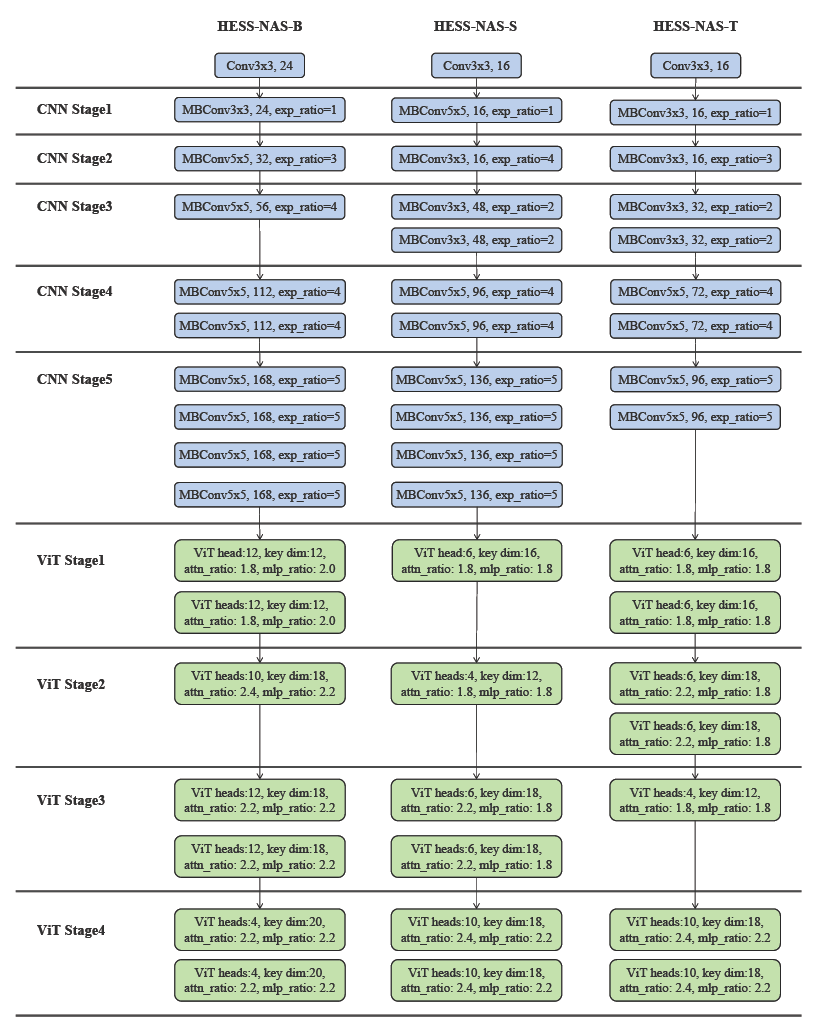 HESS-NAS-B HESS-NAS-S HESS-NAS-T
Conv3x3, 24 Conv3x3, 16 Conv3x3, 16
CNN Stage1 MBConv3x3, 24, exp_ratio=1 MBConv5x5, 16, exp_ratio=1 MBConv3x3, 16, exp_ratio=1
CNN Stage2 MBConv5x5, 32, exp_ratio=3 MBConv3x3, 16, exp_ratio=4 MBConv3x3, 16, exp_ratio=3
CNN Stage3 MBConv5x5, 56, exp_ratio=4 MBConv3x3, 48, exp_ratio=2 MBConv3x3, 32, exp_ratio=2
MBConv3x3, 48, exp_ratio=2 MBConv3x3, 32, exp_ratio=2
CNN Stage4 MBConv5x5, 112, exp_ratio=4 MBConv5x5, 96, exp_ratio=4 MBConv5x5, 72, exp_ratio=4
MBConv5x5, 112, exp_ratio=4 MBConv5x5, 96, exp_ratio=4 MBConv5x5, 72, exp_ratio=4
CNN Stage5 MBConv5x5, 168, exp_ratio=5 MBConv5x5, 136, exp_ratio=5 MBConv5x5, 96, exp_ratio=5
MBConv5x5, 168, exp_ratio=5 MBConv5x5, 136, exp_ratio=5 MBConv5x5, 96, exp_ratio=5
MBConv5x5, 168, exp_ratio=5 MBConv5x5, 136, exp_ratio=5
MBConv5x5, 168, exp_ratio=5 MBConv5x5, 136, exp_ratio=5
ViT Stage1
ViT head:12, key dim:12, ViT head:6, key dim:16, ViT head:6, key dim:16,
attn_ratio: 1.8, mlp_ratio: 2.0 attn_ratio: 1.8, mlp_ratio: 1.8 attn_ratio: 1.8, mlp_ratio: 1.8
ViT heads:12, key dim:12, ViT head:6, key dim:16,
attn_ratio: 1.8, mlp_ratio: 2.0 attn_ratio: 1.8, mlp_ratio: 1.8
ViT Stage2
ViT heads:10, key dim:18, ViT heads:4, key dim:12, ViT heads:6, key dim:18,
attn_ratio: 2.4, mlp_ratio: 2.2 attn_ratio: 1.8, mlp_ratio: 1.8 attn_ratio: 2.2, mlp_ratio: 1.8
ViT heads:6, key dim:18,
attn_ratio: 2.2, mlp_ratio: 1.8
ViT Stage3
ViT heads:12, key dim:18, ViT heads:6, key dim:18, ViT heads:4, key dim:12,
attn_ratio: 2.2, mlp_ratio: 2.2 attn_ratio: 2.2, mlp_ratio: 1.8 attn_ratio: 1.8, mlp_ratio: 1.8
ViT heads:12, key dim:18, ViT heads:6, key dim:18,
attn_ratio: 2.2, mlp_ratio: 2.2 attn_ratio: 2.2, mlp_ratio: 1.8
ViT Stage4
ViT heads:4, key dim:20, ViT heads:10, key dim:18, ViT heads:10, key dim:18,
attn_ratio: 2.2, mlp_ratio: 2.2 attn_ratio: 2.4, mlp_ratio: 2.2 attn_ratio: 2.4, mlp_ratio: 2.2
ViT heads:4, key dim:20, ViT heads:10, key dim:18, ViT heads:10, key dim:18,
attn_ratio: 2.2, mlp_ratio: 2.2 attn_ratio: 2.4, mlp_ratio: 2.2 attn_ratio: 2.4, mlp_ratio: 2.2